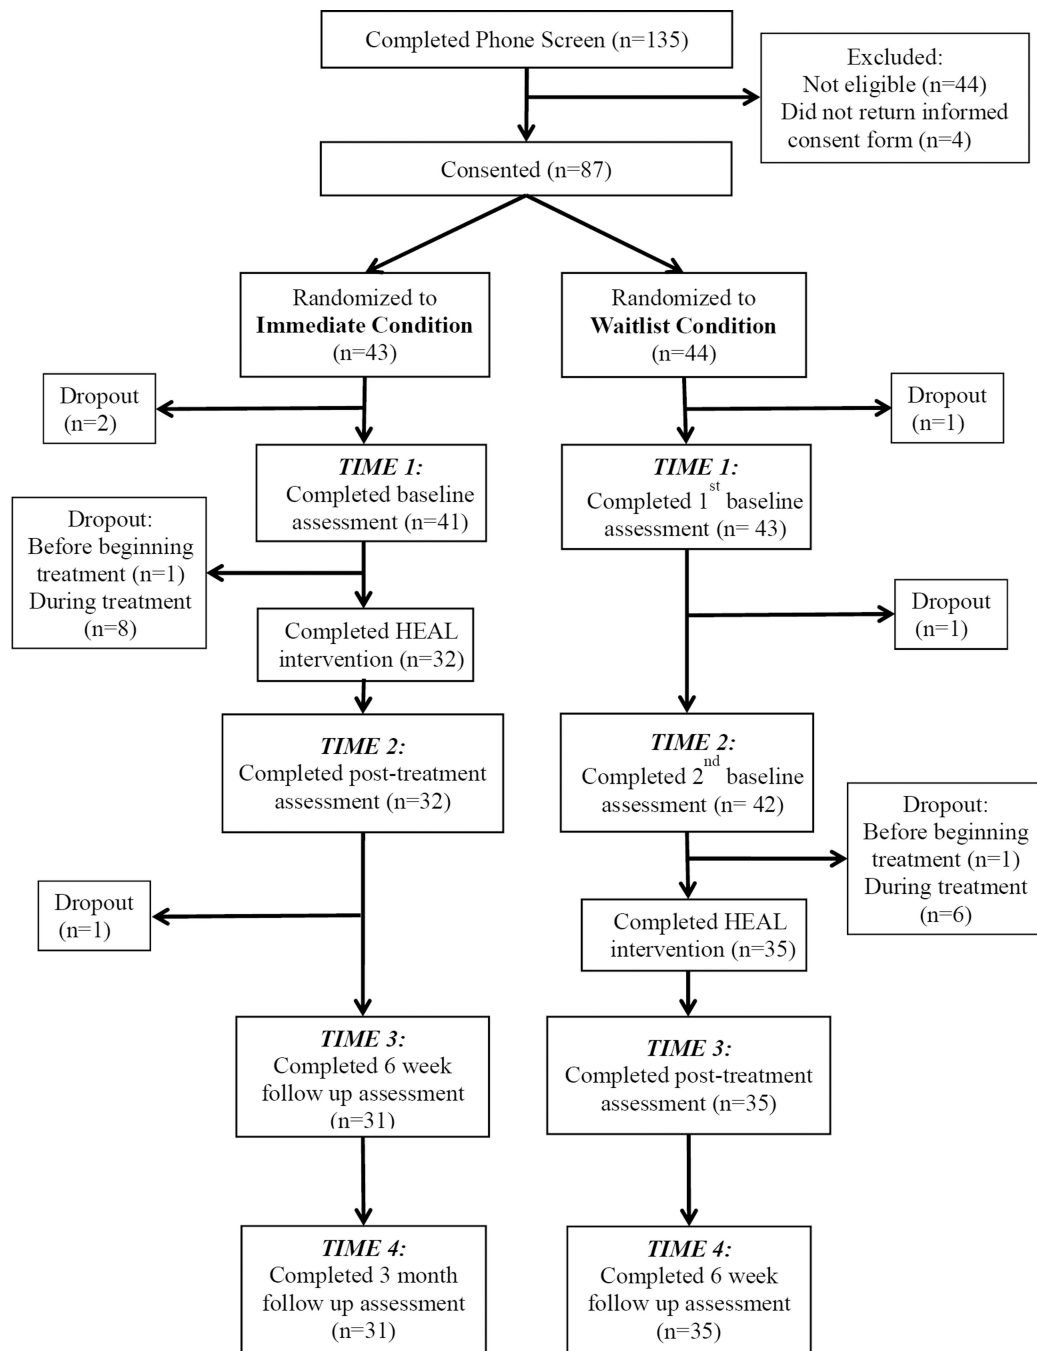 Completed Phone Screen (n=135)
Excluded:
Not eligible (n=44)
Did not return informed
consent form (n=4)
Consented (n=87)
Randomized to
Immediate Condition
(n=43)
Randomized to
Waitlist Condition
(n=44)
Dropout
(n=2)
Dropout
(n=1)
TIME 1:
Completed baseline
assessment (n=41)
TIME 1:
Completed 1st baseline
assessment (n= 43)
Dropout:
Before beginning
treatment (n=1)
During treatment
(n=8)
Dropout
(n=1)
Completed HEAL
intervention (n=32)
TIME 2:
Completed post-treatment
assessment (n=32)
TIME 2:
Completed 2nd baseline
assessment (n= 42)
Dropout:
Before beginning
treatment (n=1)
During treatment
(n=6)
Dropout
(n=1)
Completed HEAL
intervention (n=35)
TIME 3:
Completed 6 week
follow up assessment
(n=31)
TIME 3:
Completed post-treatment
assessment (n=35)
TIME 4:
Completed 3 month
follow up assessment
(n=31)
TIME 4:
Completed 6 week
follow up assessment
(n=35)